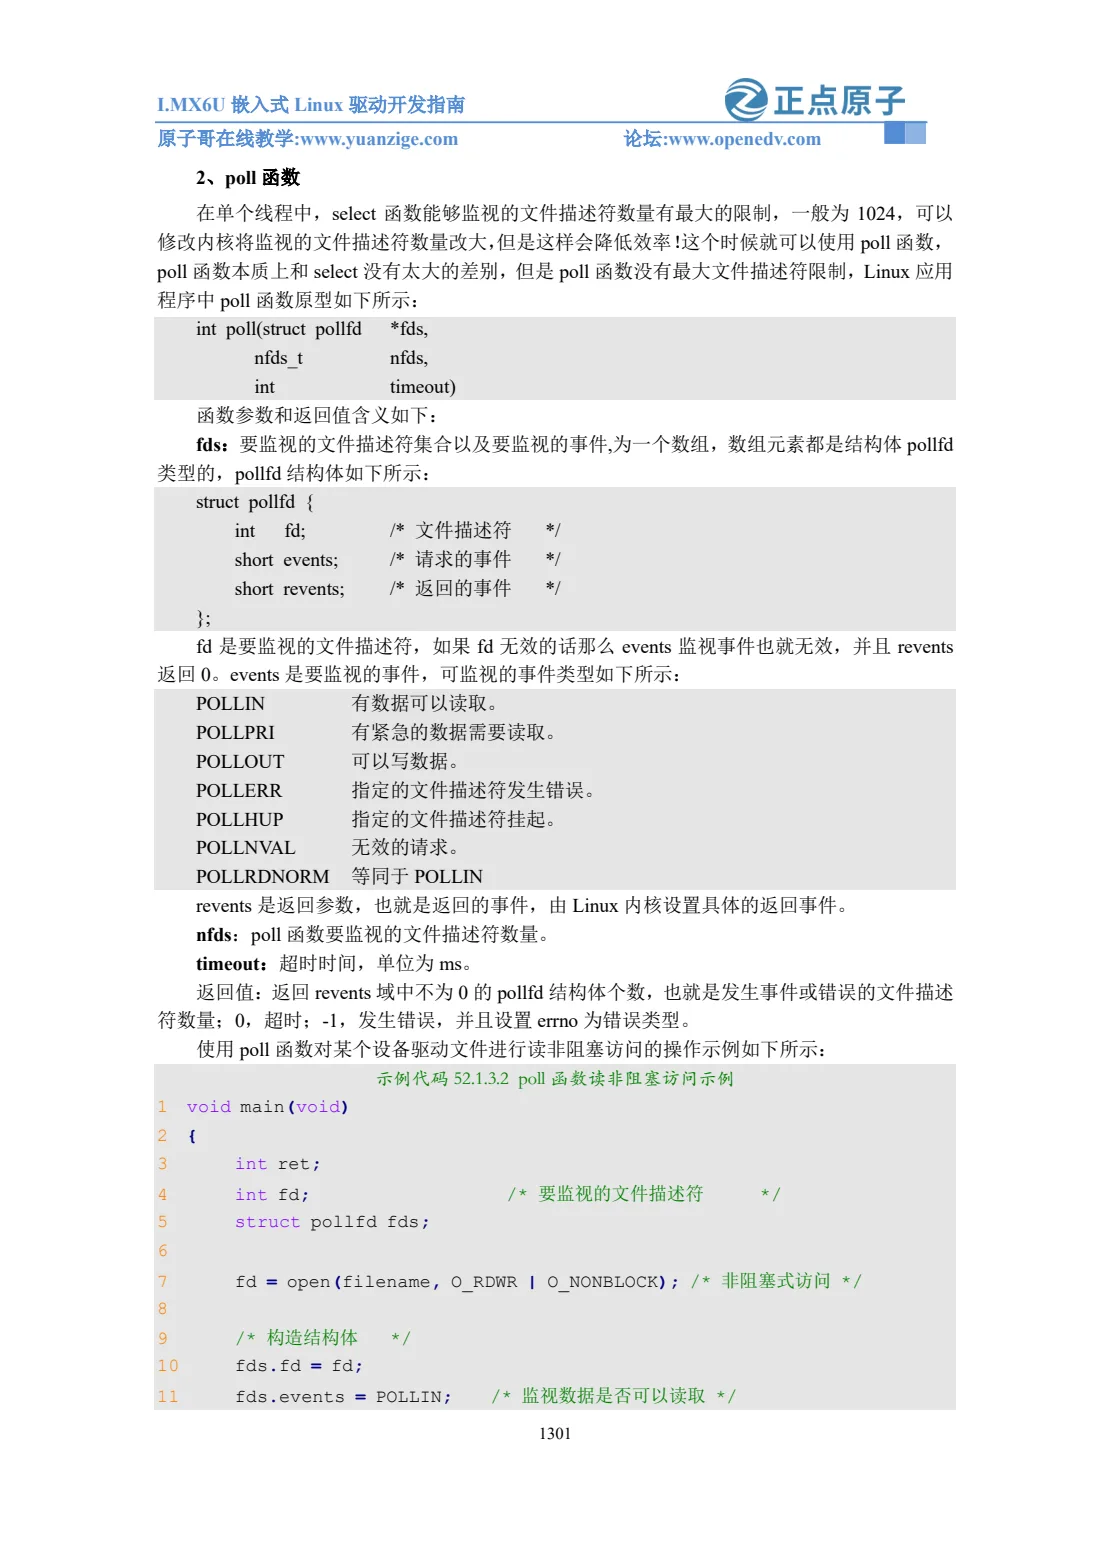 I.MX6U 嵌入式 Linux 驱动开发指南
正点原子
原子哥在线教学:www.yuanzige.com 论坛:www.openedv.com
2、poll 函数
在单个线程中，select 函数能够监视的文件描述符数量有最大的限制，一般为 1024，可以
修改内核将监视的文件描述符数量改大，但是这样会降低效率！这个时候就可以使用 poll 函数，
poll 函数本质上和 select 没有太大的差别，但是 poll 函数没有最大文件描述符限制，Linux 应用
程序中 poll 函数原型如下所示：
int poll(struct pollfd *fds,
nfds_t nfds,
int timeout)
函数参数和返回值含义如下：
fds：要监视的文件描述符集合以及要监视的事件,为一个数组，数组元素都是结构体 pollfd
类型的，pollfd 结构体如下所示：
struct pollfd {
int fd; /* 文件描述符 */
short events; /* 请求的事件 */
short revents; /* 返回的事件 */
};
fd 是要监视的文件描述符，如果 fd 无效的话那么 events 监视事件也就无效，并且 revents
返回 0。events 是要监视的事件，可监视的事件类型如下所示：
POLLIN 有数据可以读取。
POLLPRI 有紧急的数据需要读取。
POLLOUT 可以写数据。
POLLERR 指定的文件描述符发生错误。
POLLHUP 指定的文件描述符挂起。
POLLNVAL 无效的请求。
POLLRDNORM 等同于 POLLIN
revents 是返回参数，也就是返回的事件，由 Linux 内核设置具体的返回事件。
nfds：poll 函数要监视的文件描述符数量。
timeout：超时时间，单位为 ms。
返回值：返回 revents 域中不为 0 的 pollfd 结构体个数，也就是发生事件或错误的文件描述
符数量；0，超时；-1，发生错误，并且设置 errno 为错误类型。
使用 poll 函数对某个设备驱动文件进行读非阻塞访问的操作示例如下所示：
示例代码 52.1.3.2 poll 函数读非阻塞访问示例
1 void main(void)
2 {
3 int ret;
4 int fd; /* 要监视的文件描述符 */
5 struct pollfd fds;
6
7 fd = open(filename, O_RDWR | O_NONBLOCK); /* 非阻塞式访问 */
8
9 /* 构造结构体 */
10 fds.fd = fd;
11 fds.events = POLLIN; /* 监视数据是否可以读取 */
1301